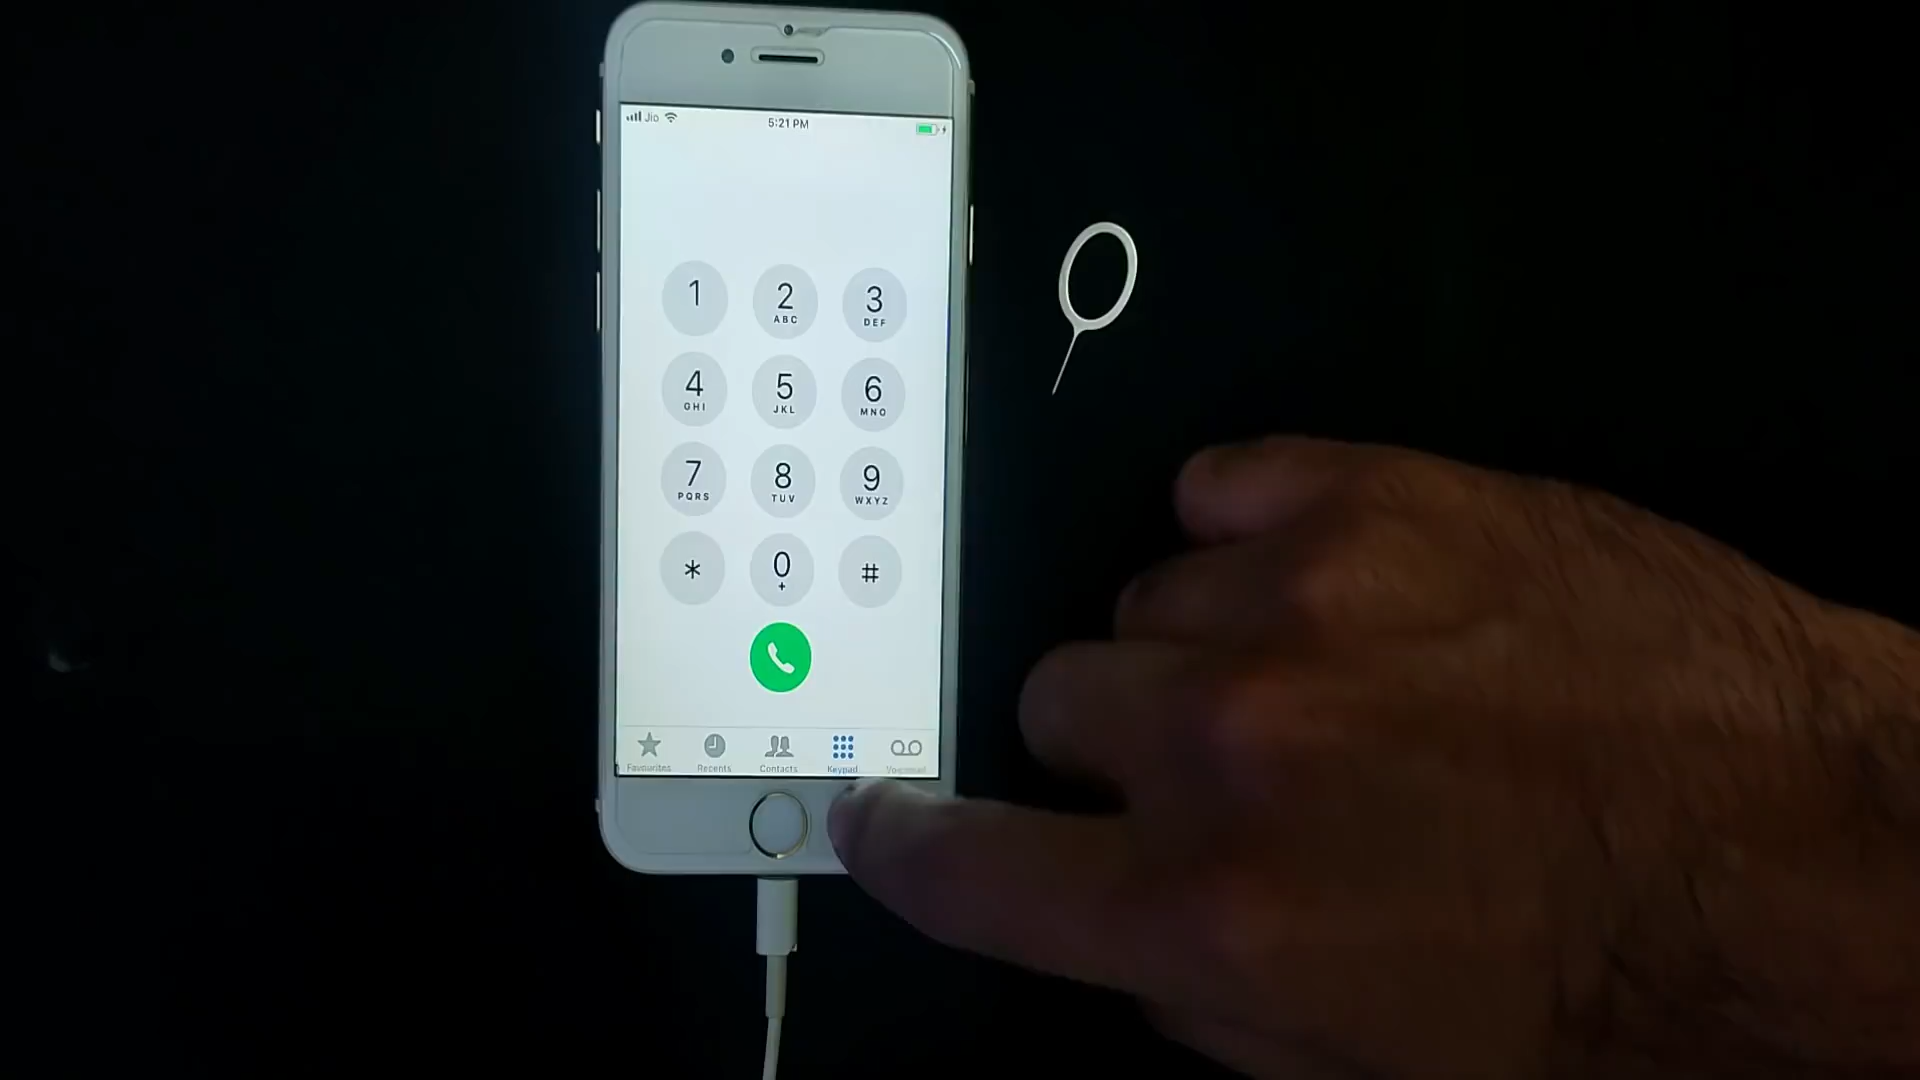 Jio
5:21 PM
1
2
ABC
3
DEF
4
GHI
5
JKL
6
MNO
7
PQRS
8
TUV
9
WXYZ
*
0
+
#
Favourites
Recents
Contacts
Keypad
Voicemail